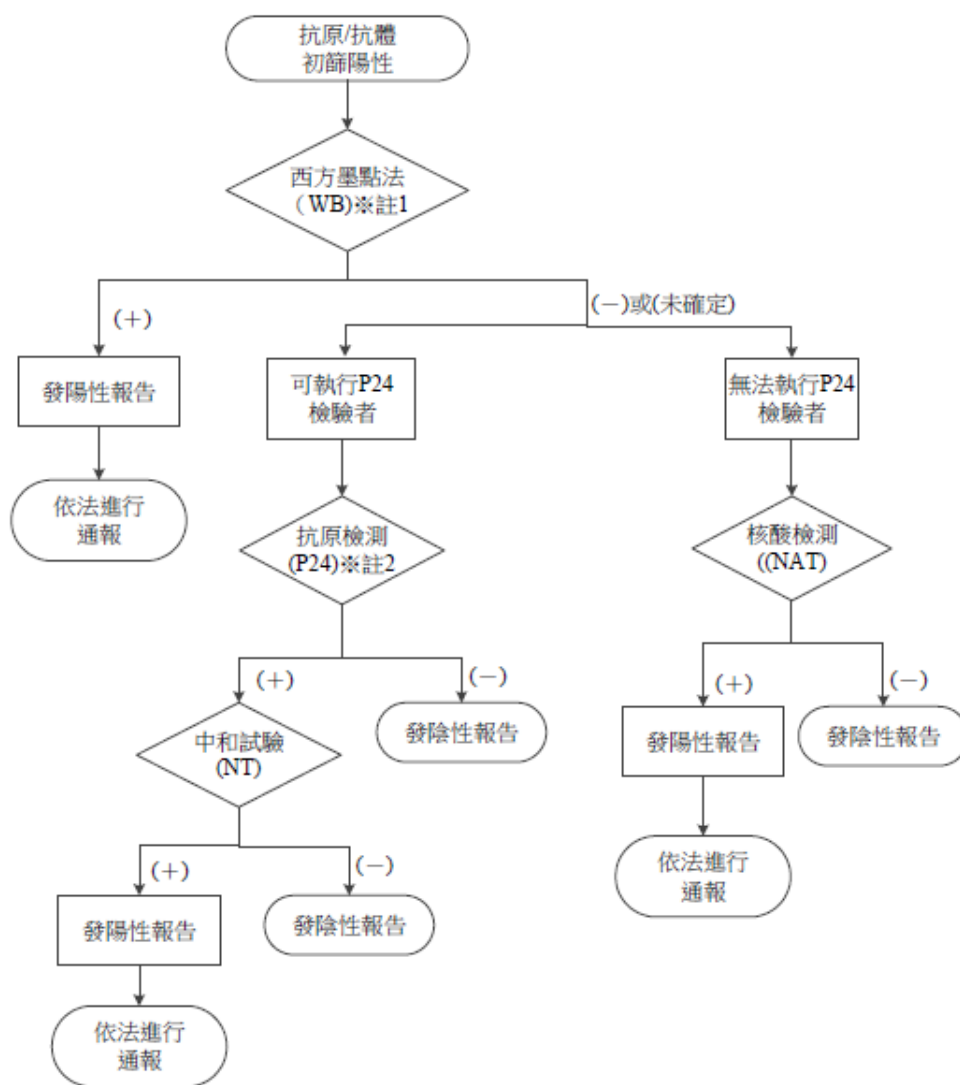 抗原/抗體
初篩陽性
西方墨點法
(WB)※註1
(+)
(-)或(未確定)
發陽性報告
可執行P24
檢驗者
無法執行P24
檢驗者
依法進行
通報
抗原檢測
(P24)※註2
核酸檢測
((NAT)
(+)
(-)
(+)
(-)
中和試驗
(NT)
發陰性報告
發陽性報告
發陰性報告
(+)
(-)
依法進行
通報
發陽性報告
發陰性報告
依法進行
通報